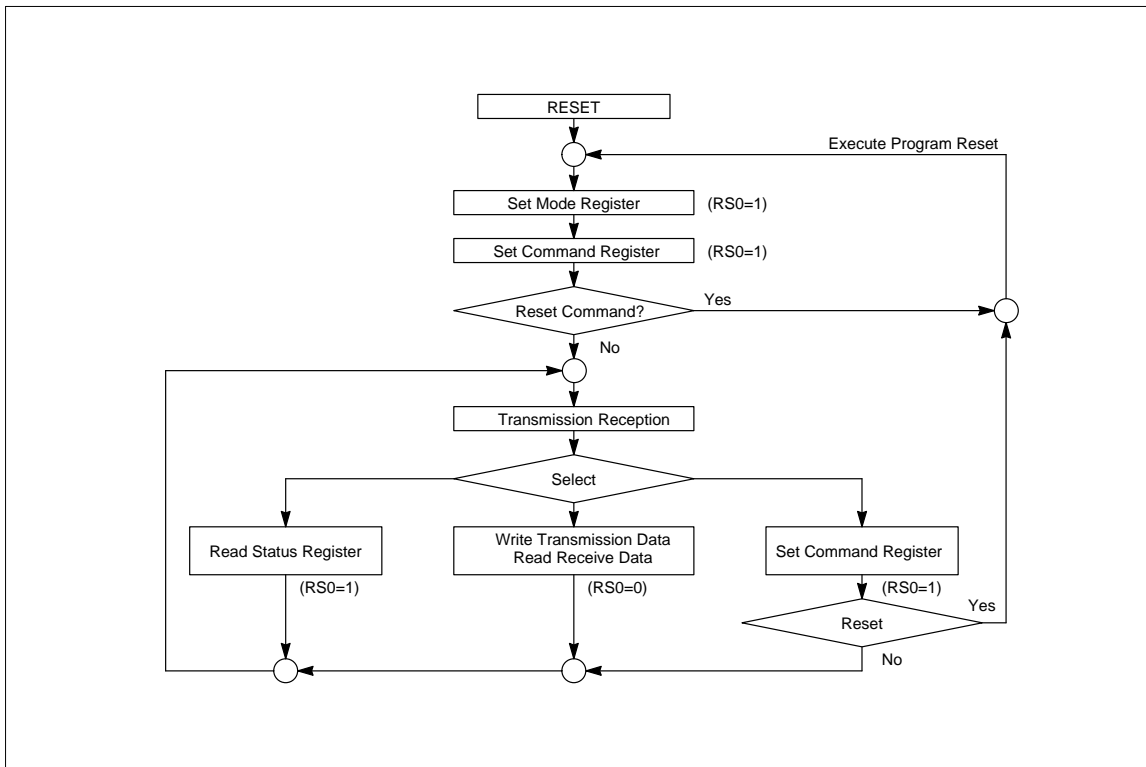 RESET
Execute Program Reset
Set Mode Register
(RS0=1)
Set Command Register
(RS0=1)
Reset Command?
Yes
No
Transmission Reception
Select
Read Status Register
(RS0=1)
Write Transmission Data
Read Receive Data
(RS0=0)
Set Command Register
(RS0=1)
Reset
Yes
No